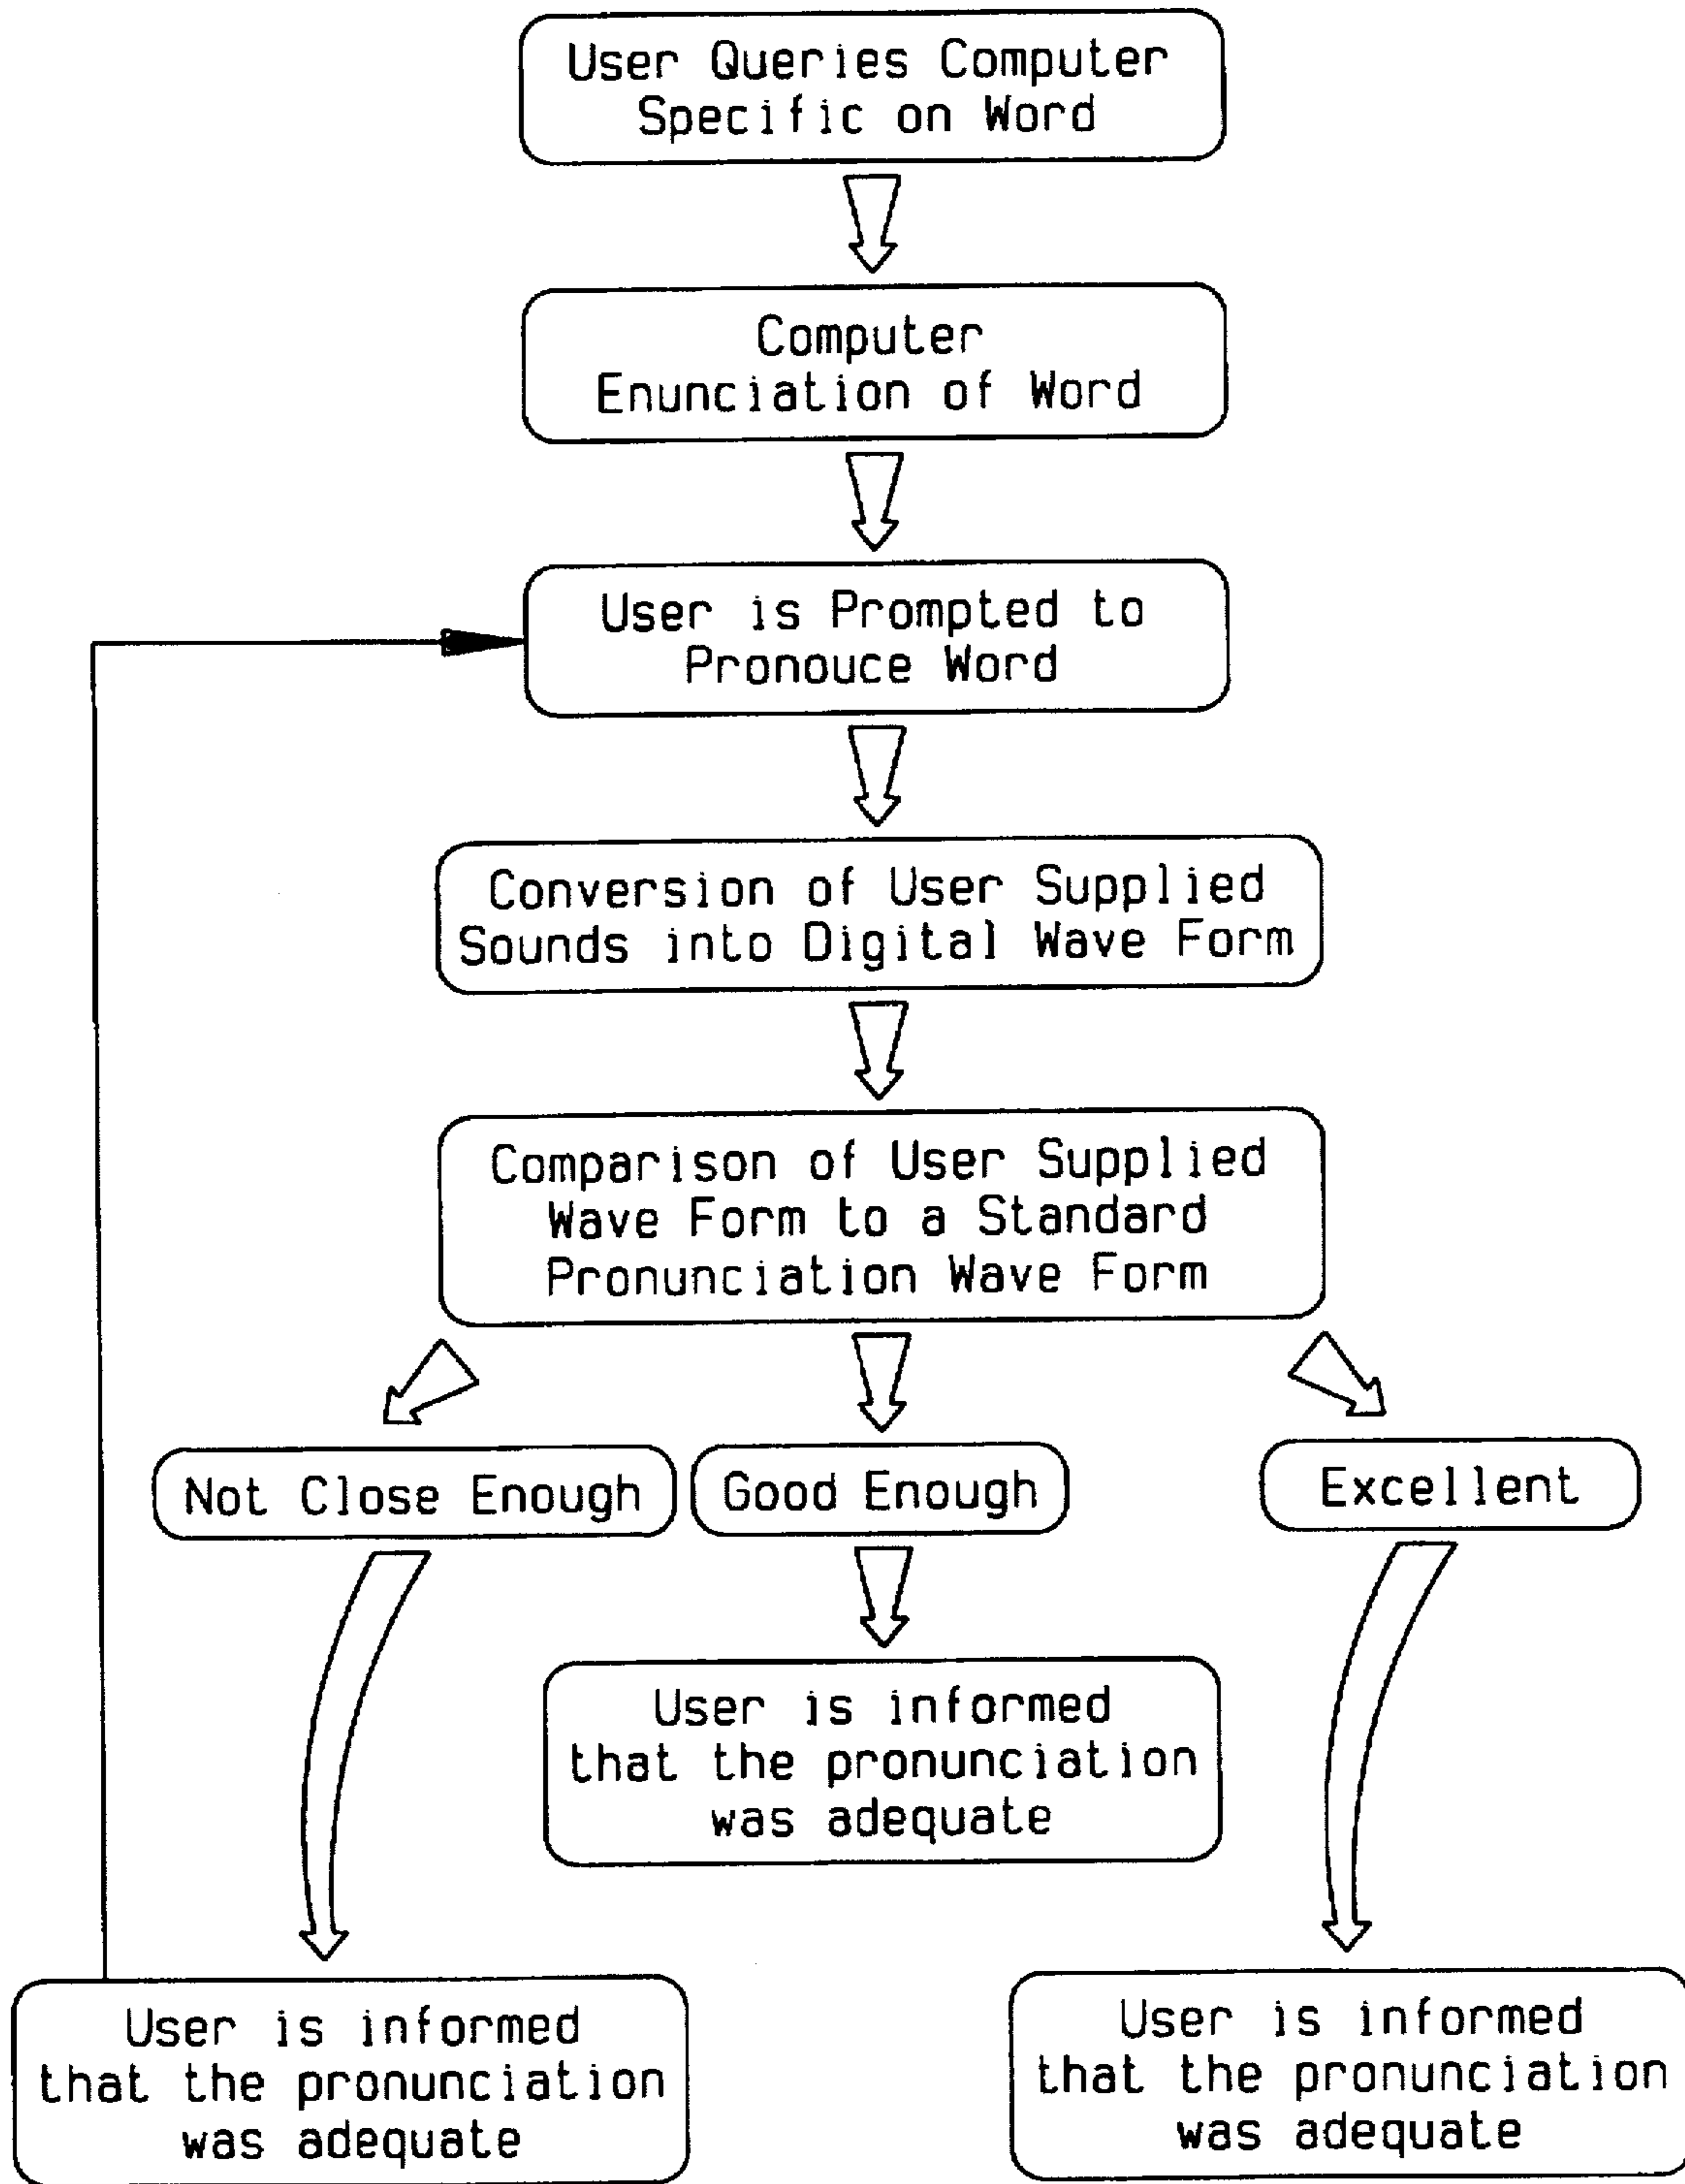 User Queries Computer
Specific on Word
Computer
Enunciation of Word
User is Prompted to
Pronouce Word
Conversion of User Supplied
Sounds into Digital Wave Form
Comparison of User Supplied
Wave Form to a Standard
Pronunciation Wave Form
Not Close Enough
Good Enough
Excellent
User is informed
that the pronunciation
was adequate
User is informed
that the pronunciation
was adequate
User is informed
that the pronunciation
was adequate